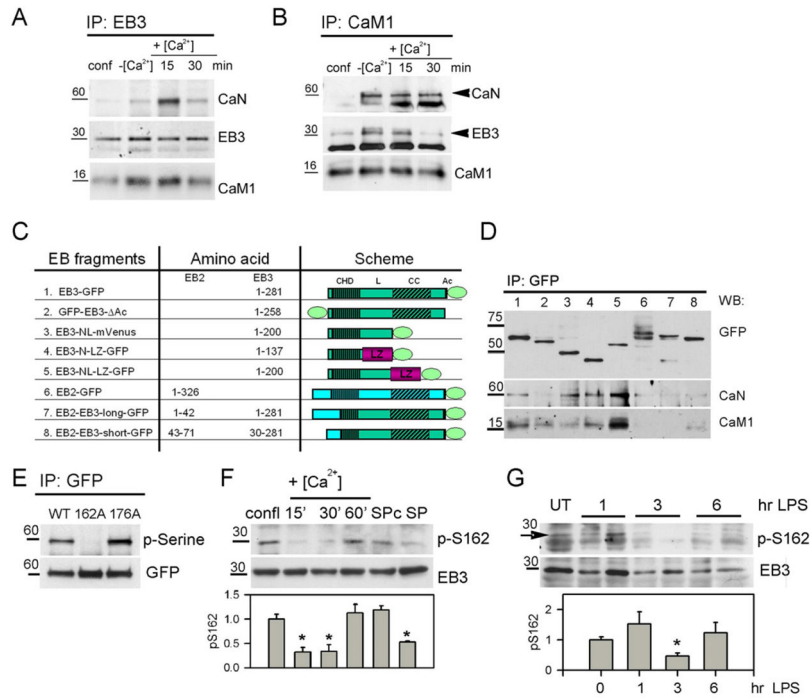 A
IP: EB3
+ [Ca2+]
conf -[Ca2+] 15 30 min
60 CaN
30 EB3
16 CaM1
B
IP: CaM1
+ [Ca2+]
conf -[Ca2+] 15 30 min
60 CaN
30 EB3
16 CaM1
C
EB fragments Amino acid Scheme
EB2 EB3 CHD L CC Ac
1. EB3-GFP 1-281
2. GFP-EB3-ΔAc 1-258
3. EB3-NL-mVenus 1-200
4. EB3-N-LZ-GFP 1-137 LZ
5. EB3-NL-LZ-GFP 1-200 LZ
6. EB2-GFP 1-326
7. EB2-EB3-long-GFP 1-42 1-281
8. EB2-EB3-short-GFP 43-71 30-281
D
IP: GFP
1 2 3 4 5 6 7 8 WB:
75 GFP
50
60 CaN
15 CaM1
E
IP: GFP
WT 162A 176A
60 p-Serine
60 GFP
F
+ [Ca2+]
confl 15' 30' 60' SPc SP
30 p-S162
30 EB3
pS162
1.5
1.0
0.5
0.0
* * *
G
UT 1 3 6 hr LPS
30 p-S162
30 EB3
pS162
2
1
0
*
0 1 3 6 hr LPS